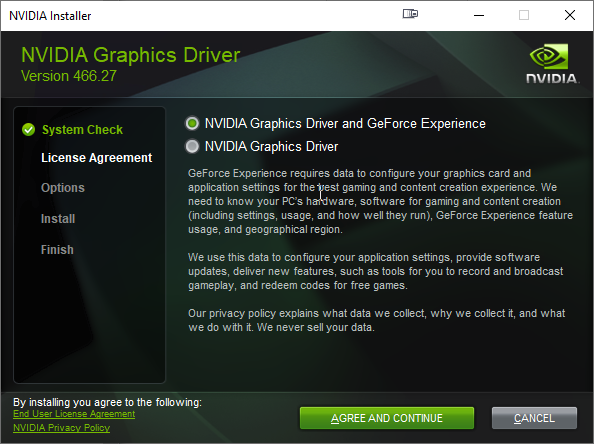 NVIDIA Installer
NVIDIA Graphics Driver
Version 466.27
NVIDIA.
System Check
License Agreement
Options
Install
Finish
NVIDIA Graphics Driver and GeForce Experience
NVIDIA Graphics Driver
GeForce Experience requires data to configure your graphics card and
application settings for the best gaming and content creation experience. We
need to know your PC's hardware, software for gaming and content creation
(including settings, usage, and how well they run), GeForce Experience feature
usage, and geographical region.
We use this data to configure your application settings, provide software
updates, deliver new features, such as tools for you to record and broadcast
gameplay, and redeem codes for free games.
Our privacy policy explains what data we collect, why we collect it, and what
we do with it. We never sell your data.
By installing you agree to the following:
End User License Agreement
NVIDIA Privacy Policy
AGREE AND CONTINUE
CANCEL